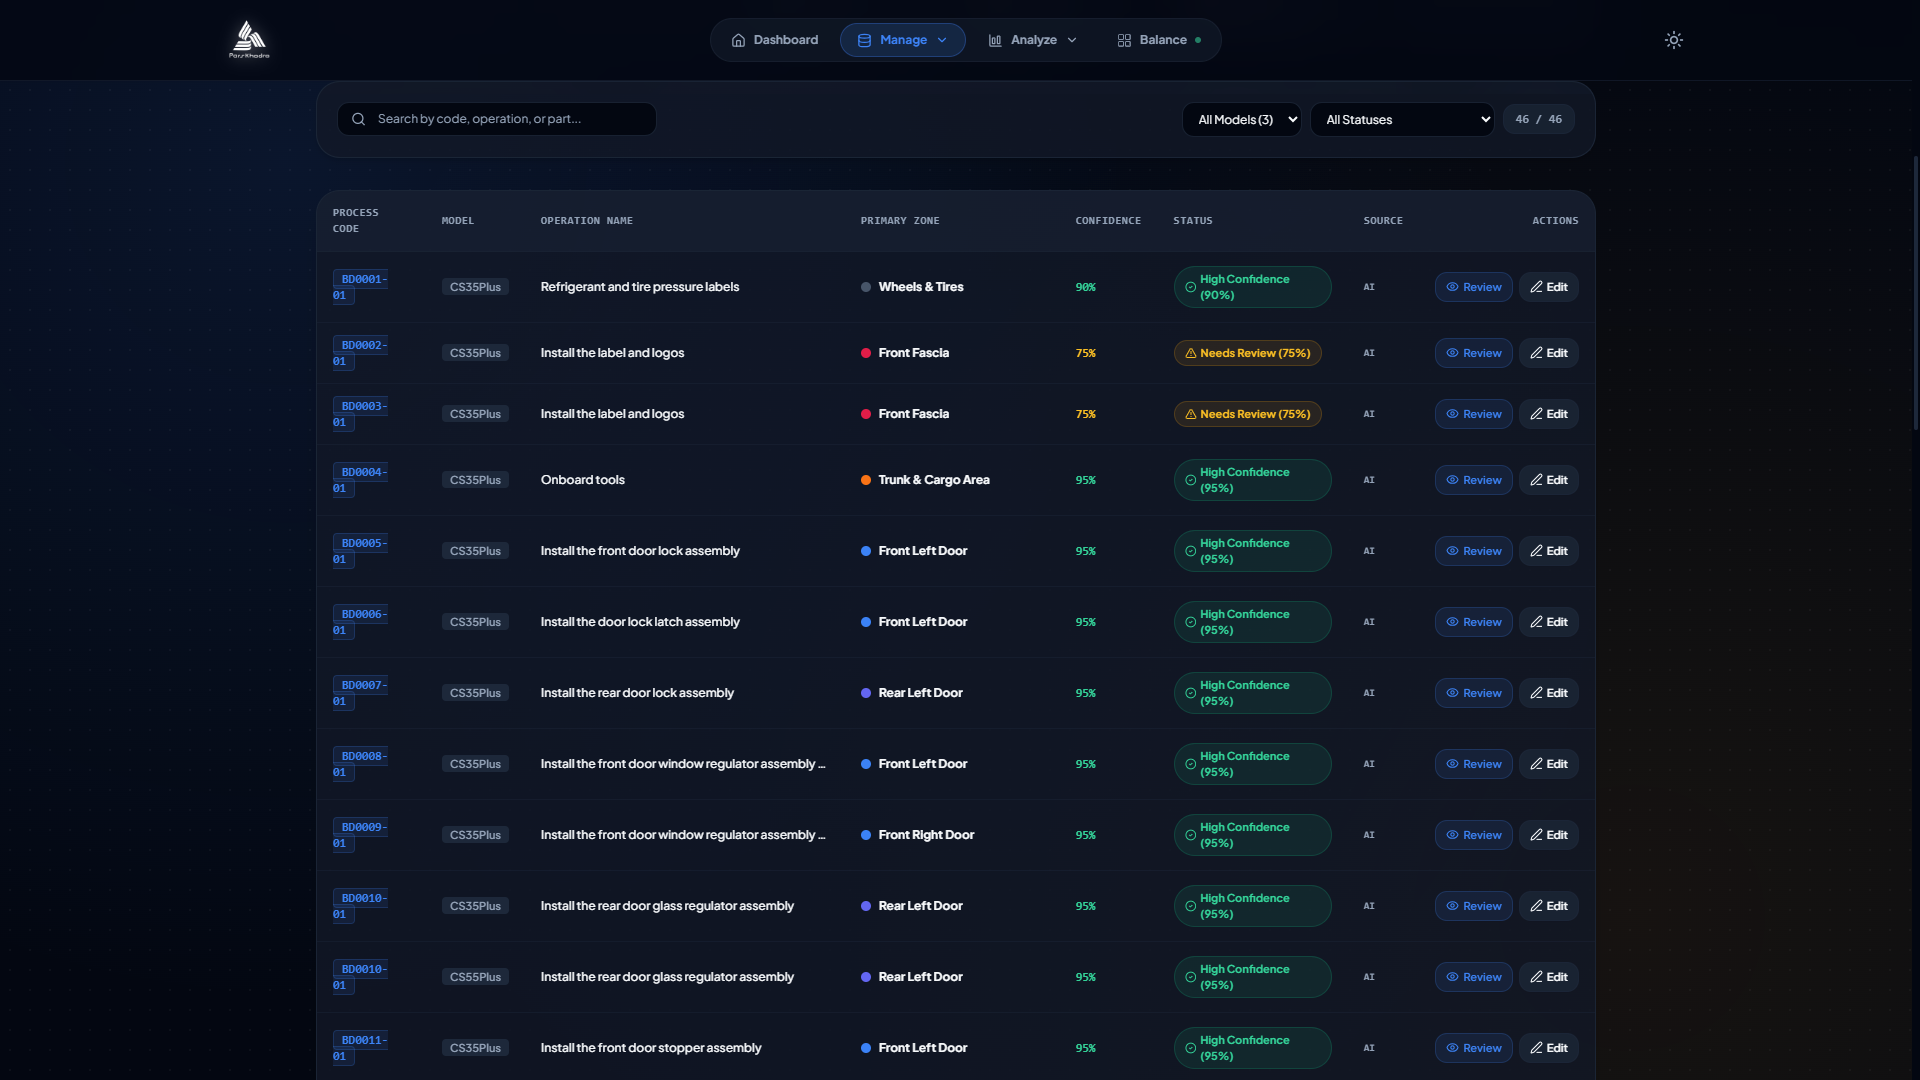 ParsKhodro
Dashboard
Manage
Analyze
Balance
Search by code, operation, or part...
All Models (3)
All Statuses
46 / 46
PROCESS CODE
MODEL
OPERATION NAME
PRIMARY ZONE
CONFIDENCE
STATUS
SOURCE
ACTIONS
BD0001-01 CS35Plus Refrigerant and tire pressure labels Wheels & Tires 90% High Confidence (90%) AI Review Edit
BD0002-01 CS35Plus Install the label and logos Front Fascia 75% Needs Review (75%) AI Review Edit
BD0003-01 CS35Plus Install the label and logos Front Fascia 75% Needs Review (75%) AI Review Edit
BD0004-01 CS35Plus Onboard tools Trunk & Cargo Area 95% High Confidence (95%) AI Review Edit
BD0005-01 CS35Plus Install the front door lock assembly Front Left Door 95% High Confidence (95%) AI Review Edit
BD0006-01 CS35Plus Install the door lock latch assembly Front Left Door 95% High Confidence (95%) AI Review Edit
BD0007-01 CS35Plus Install the rear door lock assembly Rear Left Door 95% High Confidence (95%) AI Review Edit
BD0008-01 CS35Plus Install the front door window regulator assembly ... Front Left Door 95% High Confidence (95%) AI Review Edit
BD0009-01 CS35Plus Install the front door window regulator assembly ... Front Right Door 95% High Confidence (95%) AI Review Edit
BD0010-01 CS35Plus Install the rear door glass regulator assembly Rear Left Door 95% High Confidence (95%) AI Review Edit
BD0010-01 CS55Plus Install the rear door glass regulator assembly Rear Left Door 95% High Confidence (95%) AI Review Edit
BD0011-01 CS35Plus Install the front door stopper assembly Front Left Door 95% High Confidence (95%) AI Review Edit